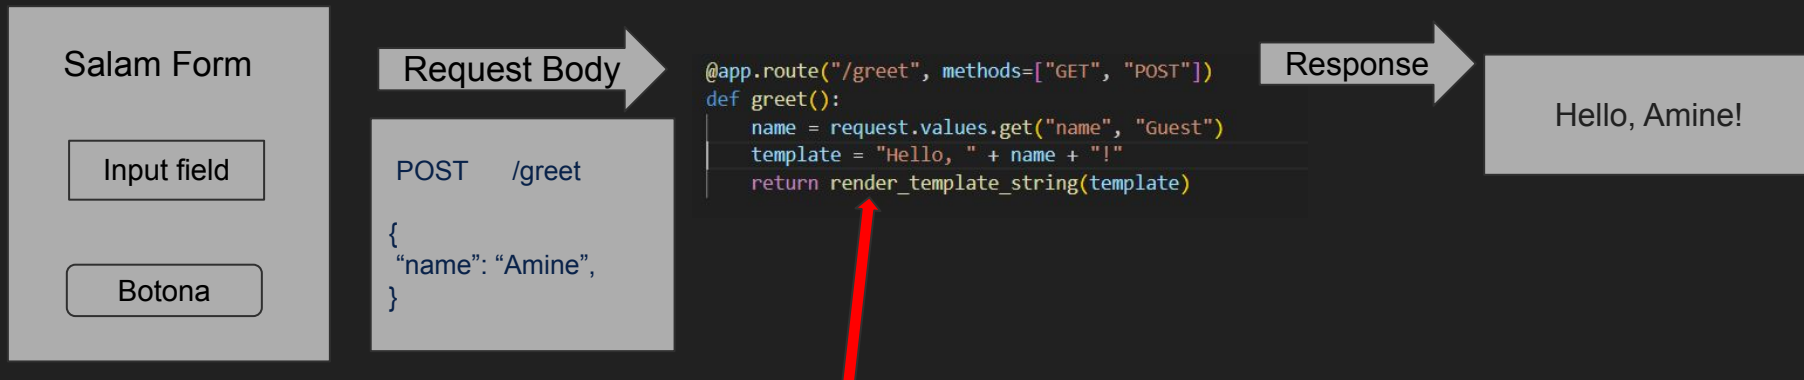 Salam Form
Input field
Botona
Request Body
POST /greet
{
“name”: “Amine”,
}
@app.route("/greet", methods=["GET", "POST"])
def greet():
name = request.values.get("name", "Guest")
template = "Hello, " + name + "!"
return render_template_string(template)
Response
Hello, Amine!